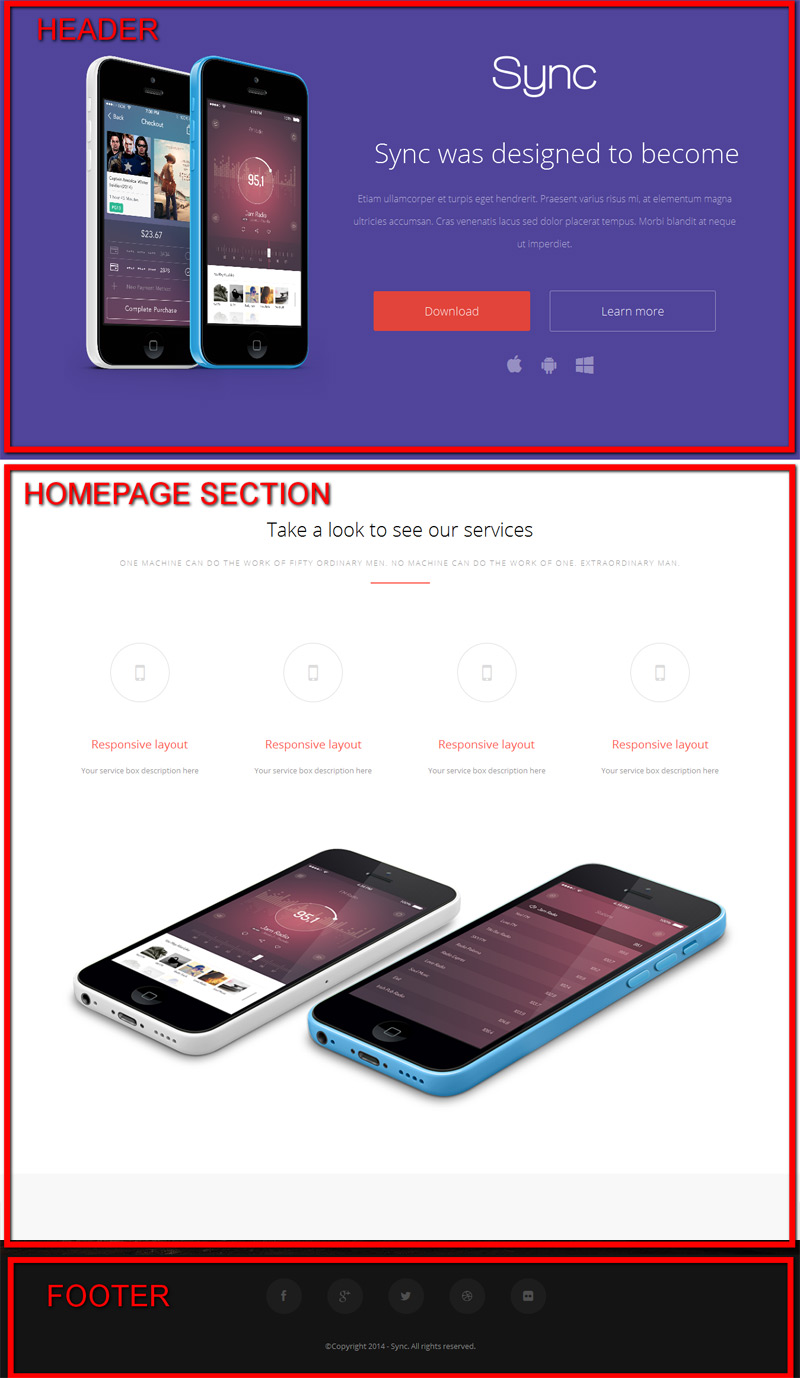 HEADER
Sync
Sync was designed to become
Etiam ullamcorper et turpis eget hendrerit. Praesent varius risus mi, at elementum magna
ultricies accumsan. Cras venenatis lacus sed dolor placerat tempus. Morbi blandit at neque
ut imperdiet.
Download
Learn more
Back
Checkout
$23.67
Complete Purchase
95,1
Jam Radio
HOMEPAGE SECTION
Take a look to see our services
ONE MACHINE CAN DO THE WORK OF FIFTY ORDINARY MEN. NO MACHINE CAN DO THE WORK OF ONE. EXTRAORDINARY MAN.
Responsive layout
Responsive layout
Responsive layout
Responsive layout
Your service box description here
Your service box description here
Your service box description here
Your service box description here
95,1
Jam Radio
Jam Radio
FOOTER
©Copyright 2014 - Sync. All rights reserved.